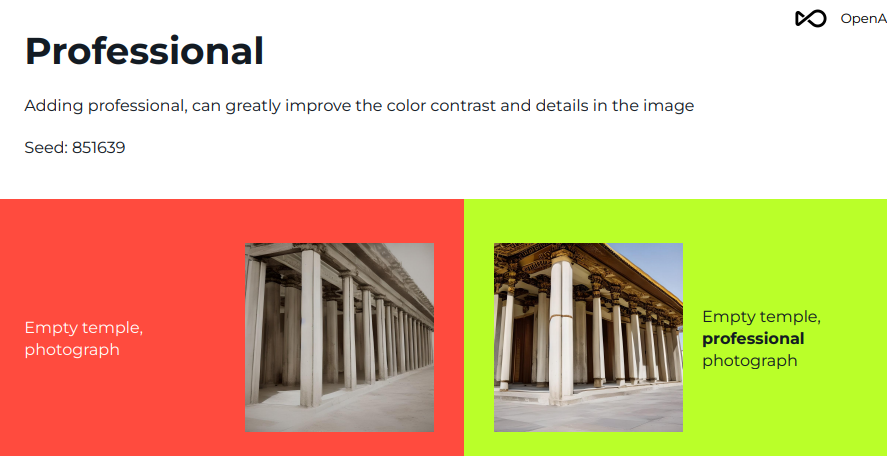 OpenA
Professional
Adding professional, can greatly improve the color contrast and details in the image
Seed: 851639
Empty temple,
photograph
Empty temple,
professional
photograph